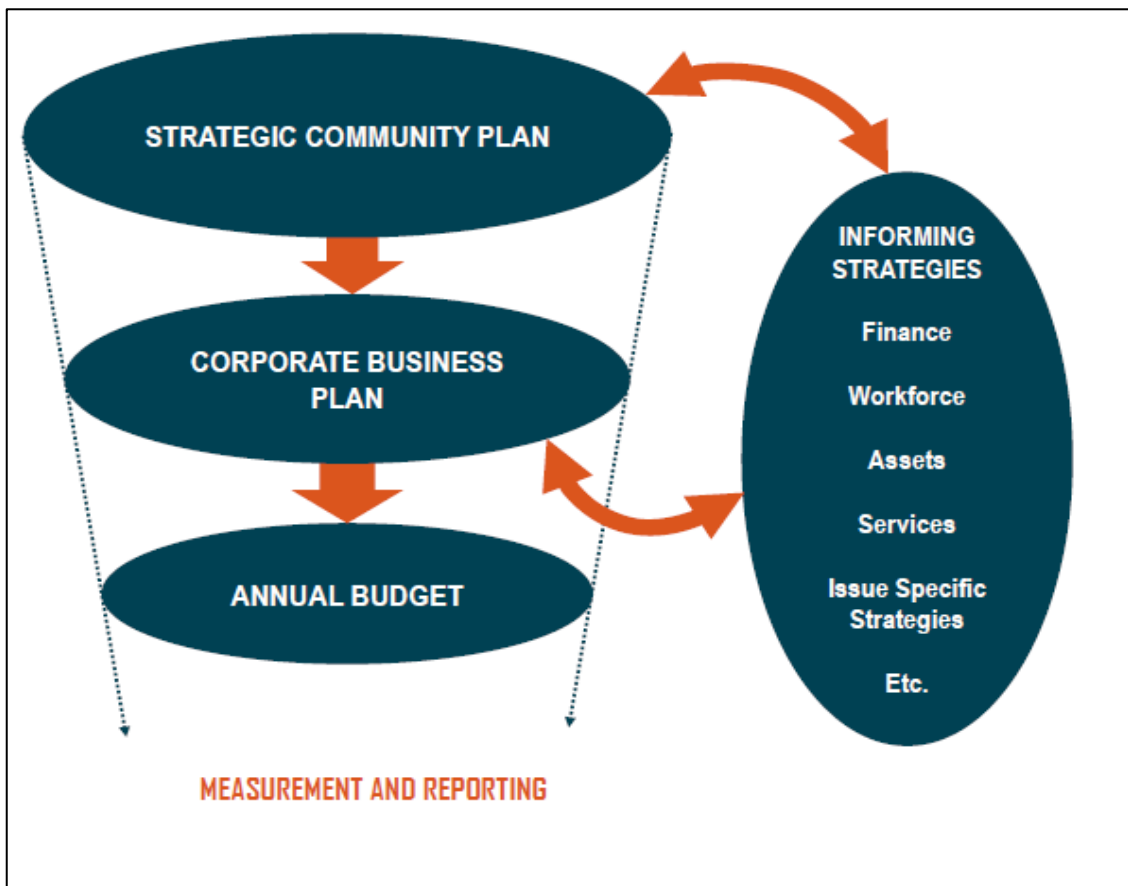 STRATEGIC COMMUNITY PLAN
CORPORATE BUSINESS
PLAN
ANNUAL BUDGET
MEASUREMENT AND REPORTING
INFORMING
STRATEGIES
Finance
Workforce
Assets
Services
Issue Specific
Strategies
Etc.